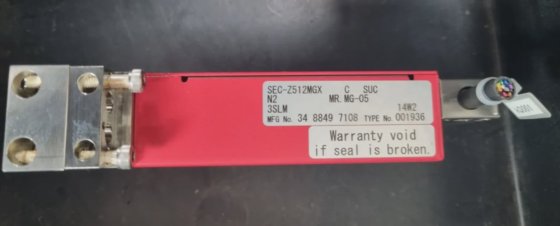 SEC-Z512MGX C SUC
N2 MR.MG-05
3SLM 14W2
MFG No. 34 8849 7108 TYPE No. 001936
Warranty void
if seal is broken.